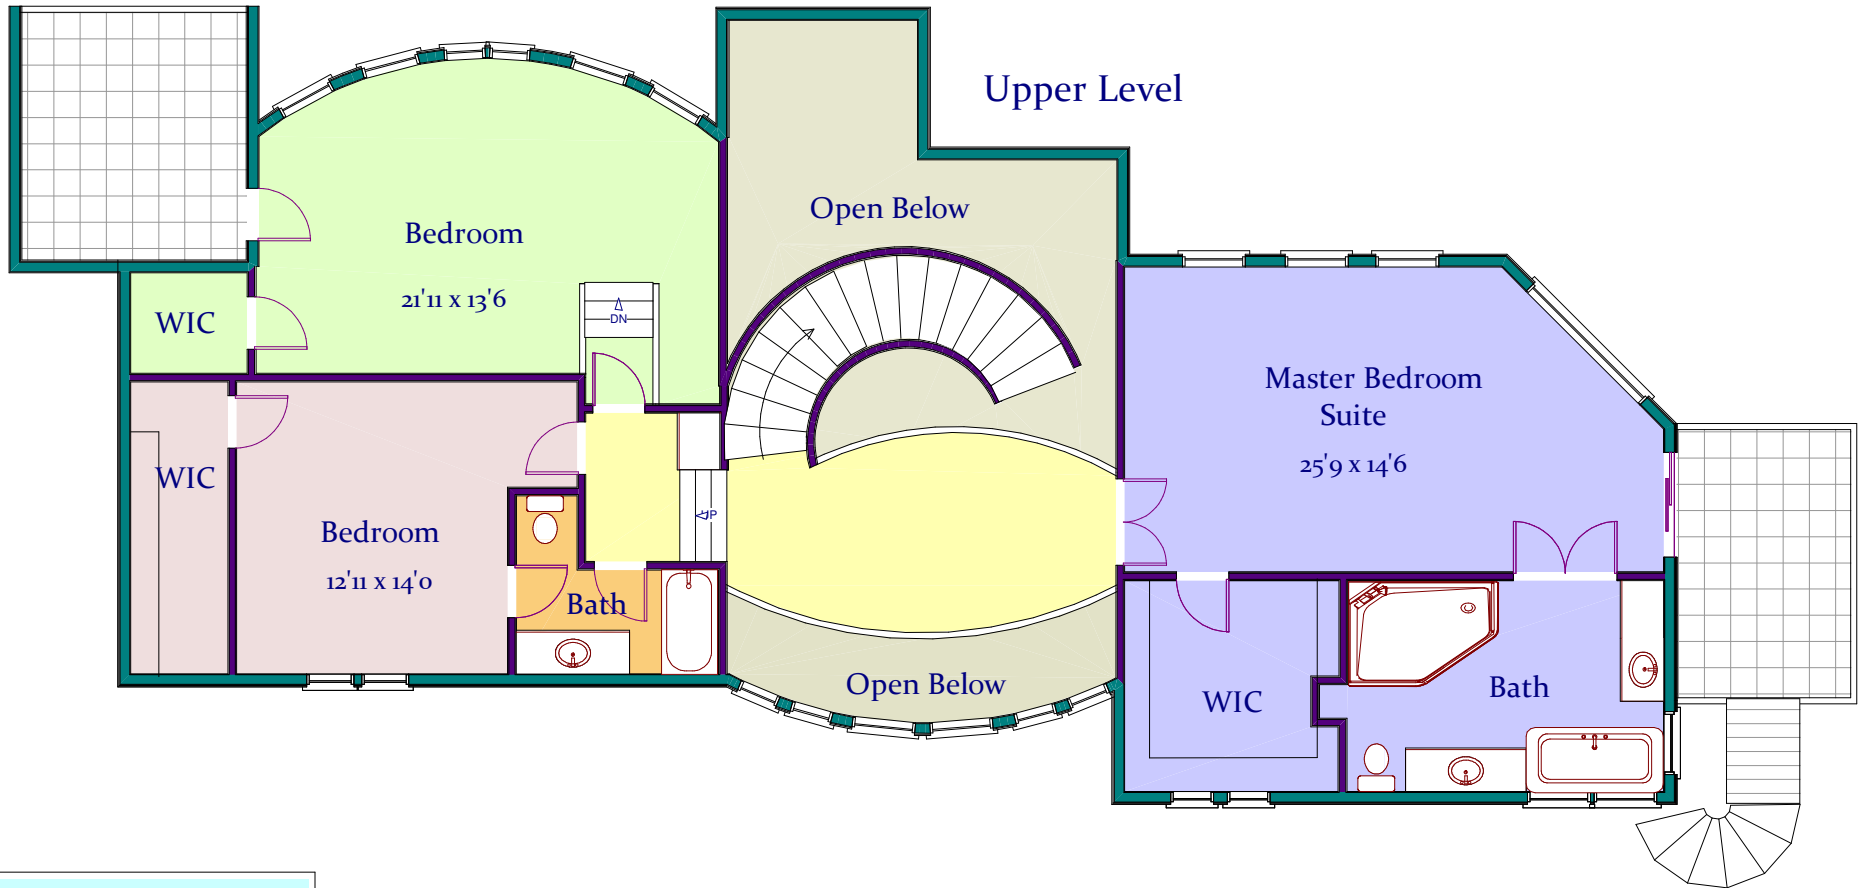 Upper Level
Open Below
Bedroom
21'11 x 13'6
DN
WIC
Master Bedroom
Suite
25'9 x 14'6
WIC
Bedroom
12'11 x 14'0
UP
Bath
Open Below
WIC
Bath